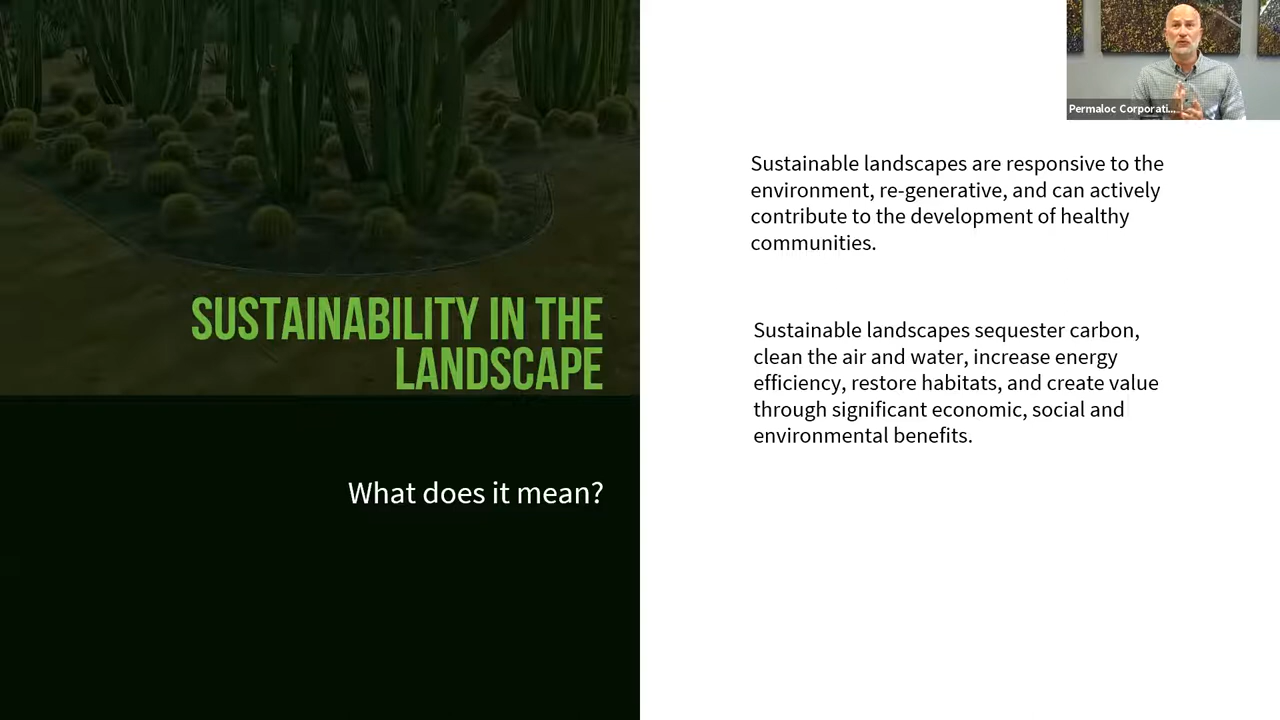 SUSTAINABILITY IN THE
LANDSCAPE
What does it mean?
Permaloc Corporati...
Sustainable landscapes are responsive to the
environment, re-generative, and can actively
contribute to the development of healthy
communities.
Sustainable landscapes sequester carbon,
clean the air and water, increase energy
efficiency, restore habitats, and create value
through significant economic, social and
environmental benefits.